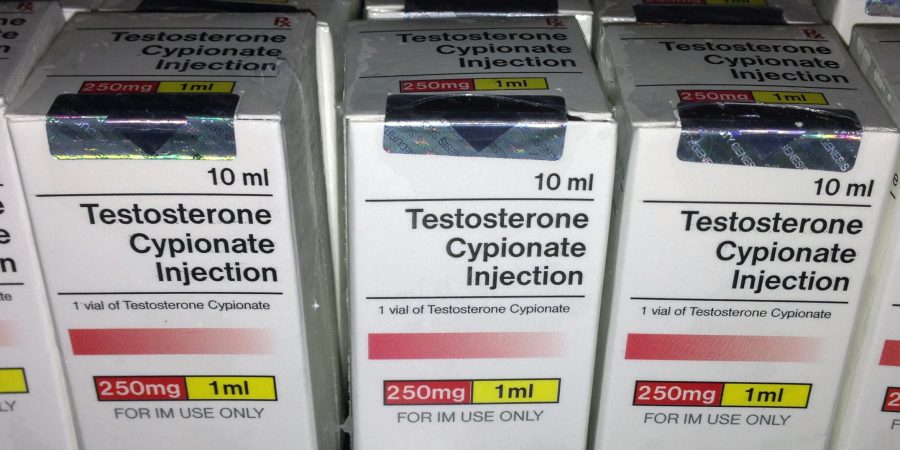 Rx
Testosterone
Cypionate
Injection
250mg 1ml
10 ml
Testosterone
Cypionate
Injection
1 vial of Testosterone Cypionate
250mg 1ml
FOR IM USE ONLY
Testosterone
Cypionate
Injection
250mg 1ml
10 ml
Testosterone
Cypionate
Injection
1 vial of Testosterone Cypionate
250mg 1ml
FOR IM USE ONLY
Rx
Testosterone
Cypionate
Injection
250mg 1ml
GENESIS
10 ml
Testosterone
Cypionate
Injection
1 vial of Testosterone Cypionate
250mg 1ml
FOR IM USE ONLY